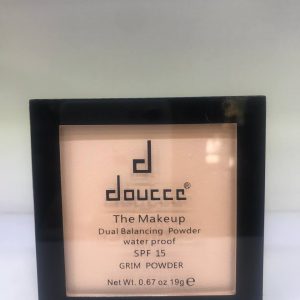 d
doucce®
The Makeup
Dual Balancing Powder
water proof
SPF 15
GRIM POWDER
Net Wt. 0.67 oz 19g e